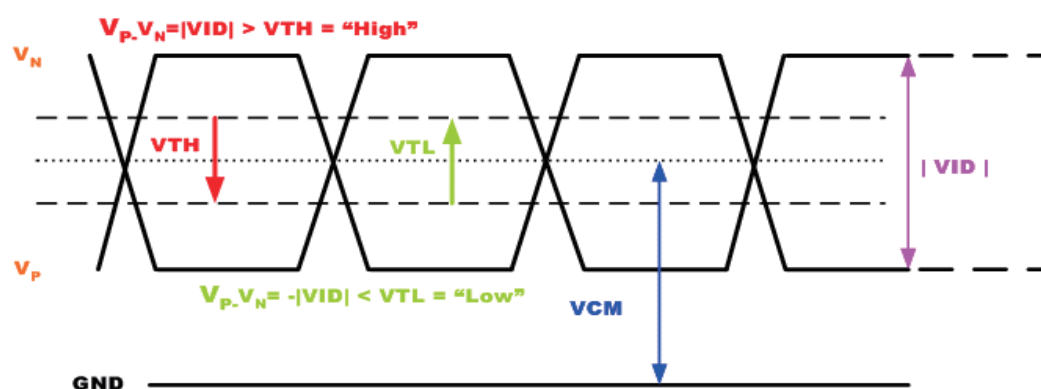 VP-VN=|VID| > VTH = “High”
VN
VTH
VTL
| VID |
VP
VP-VN= -|VID| < VTL = “Low”
VCM
GND